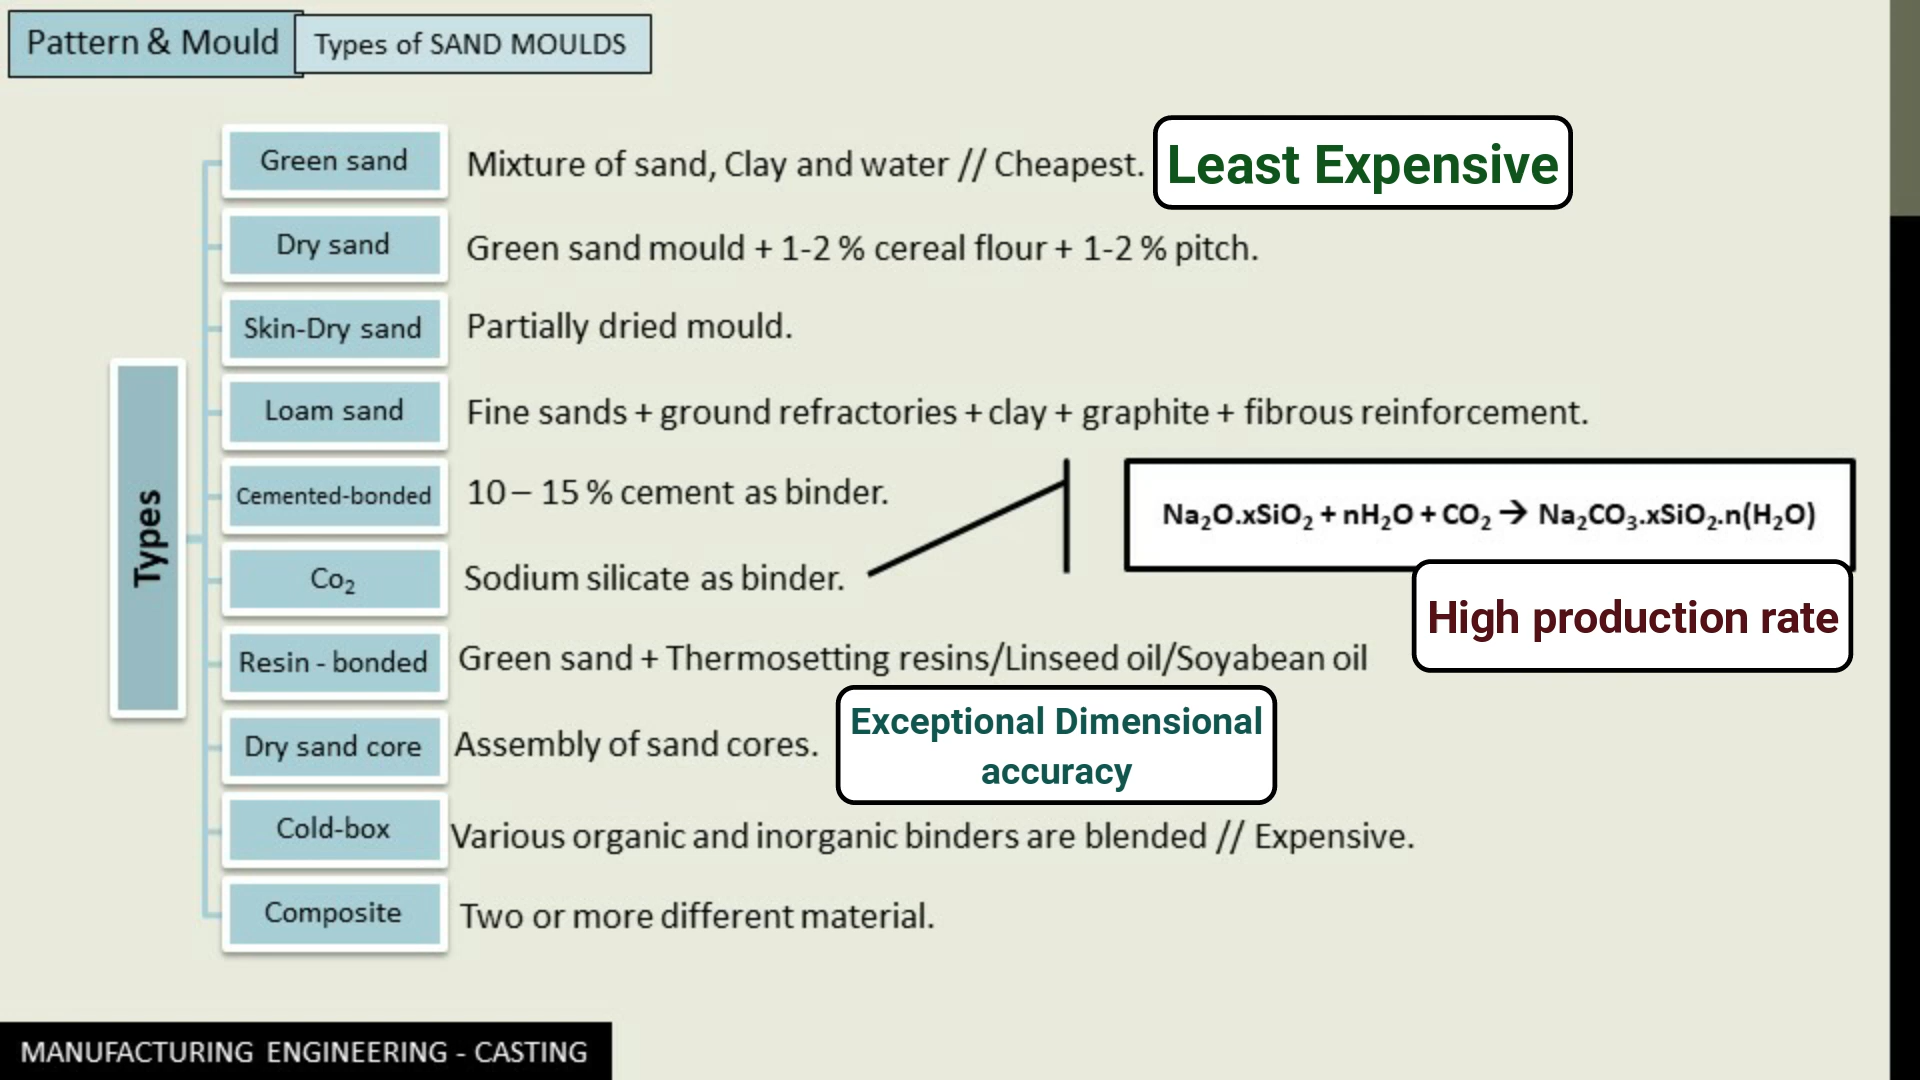 Pattern & Mould
Types of SAND MOULDS
Types
Green sand
Mixture of sand, Clay and water // Cheapest.
Least Expensive
Dry sand
Green sand mould + 1-2 % cereal flour + 1-2 % pitch.
Skin-Dry sand
Partially dried mould.
Loam sand
Fine sands + ground refractories + clay + graphite + fibrous reinforcement.
Cemented-bonded
10 – 15 % cement as binder.
Na₂O.xSiO₂ + nH₂O + CO₂ → Na₂CO₃.xSiO₂.n(H₂O)
Co₂
Sodium silicate as binder.
High production rate
Resin - bonded
Green sand + Thermosetting resins/Linseed oil/Soyabean oil
Dry sand core
Assembly of sand cores.
Exceptional Dimensional
accuracy
Cold-box
Various organic and inorganic binders are blended // Expensive.
Composite
Two or more different material.
MANUFACTURING ENGINEERING - CASTING